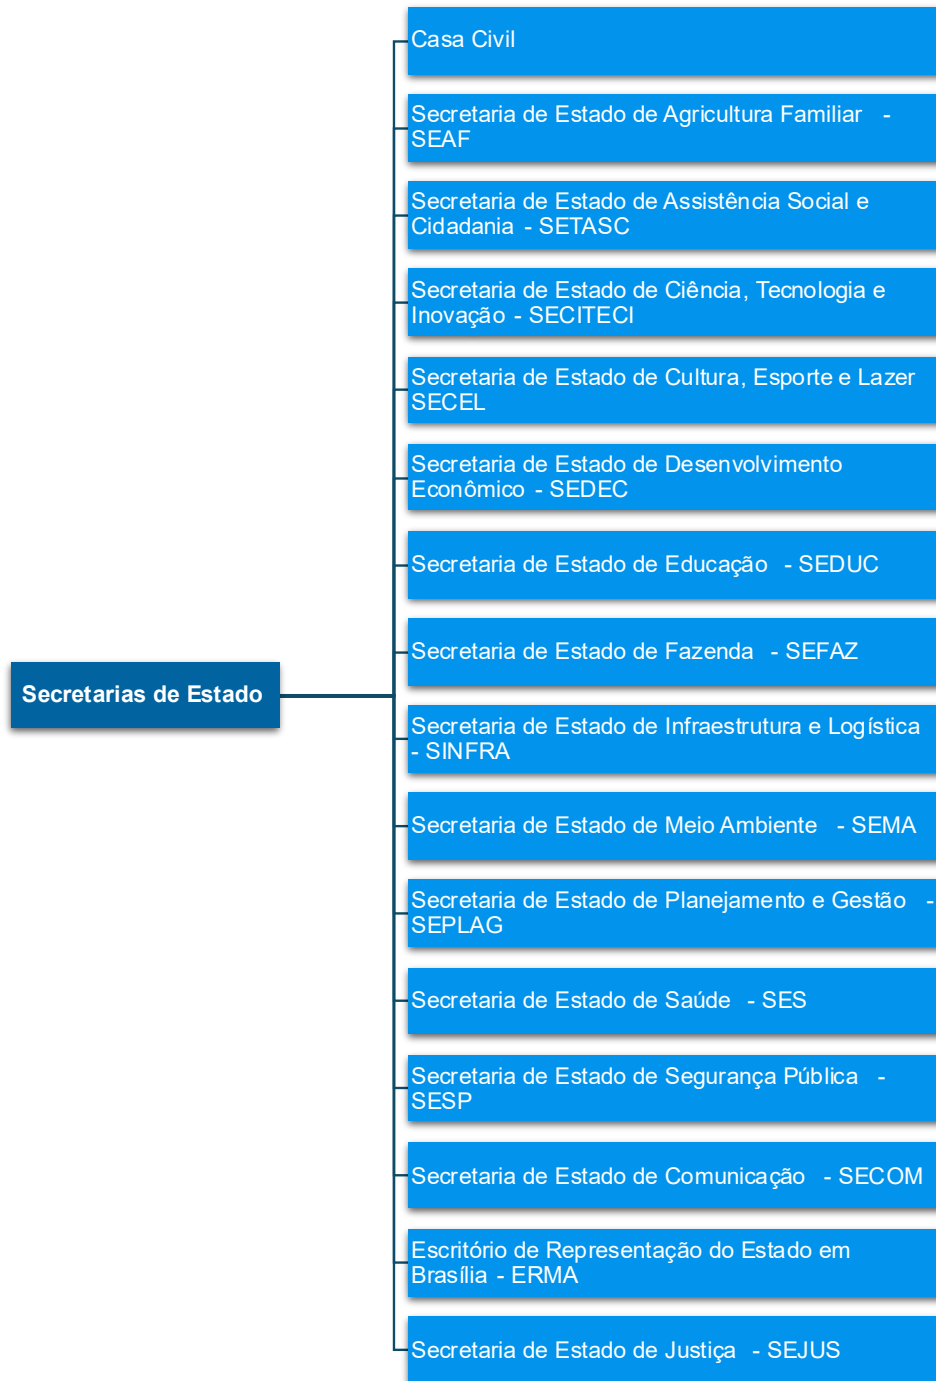 Casa Civil
Secretaria de Estado de Agricultura Familiar -
SEAF
Secretaria de Estado de Assistência Social e
Cidadania - SETASC
Secretaria de Estado de Ciência, Tecnologia e
Inovação - SECITECI
Secretaria de Estado de Cultura, Esporte e Lazer
SECEL
Secretaria de Estado de Desenvolvimento
Econômico - SEDEC
Secretaria de Estado de Educação - SEDUC
Secretaria de Estado de Fazenda - SEFAZ
Secretarias de Estado
Secretaria de Estado de Infraestrutura e Logística
- SINFRA
Secretaria de Estado de Meio Ambiente - SEMA
Secretaria de Estado de Planejamento e Gestão -
SEPLAG
Secretaria de Estado de Saúde - SES
Secretaria de Estado de Segurança Pública -
SESP
Secretaria de Estado de Comunicação - SECOM
Escritório de Representação do Estado em
Brasília - ERMA
Secretaria de Estado de Justiça - SEJUS